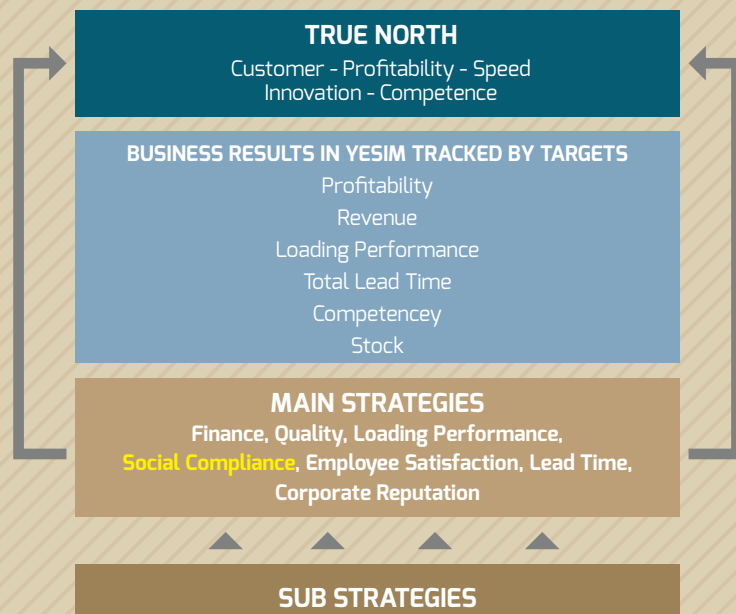 TRUE NORTH
Customer - Profitability - Speed
Innovation - Competence
BUSINESS RESULTS IN YESIM TRACKED BY TARGETS
Profitability
Revenue
Loading Performance
Total Lead Time
Competencey
Stock
MAIN STRATEGIES
Finance, Quality, Loading Performance,
Social Compliance, Employee Satisfaction, Lead Time,
Corporate Reputation
SUB STRATEGIES